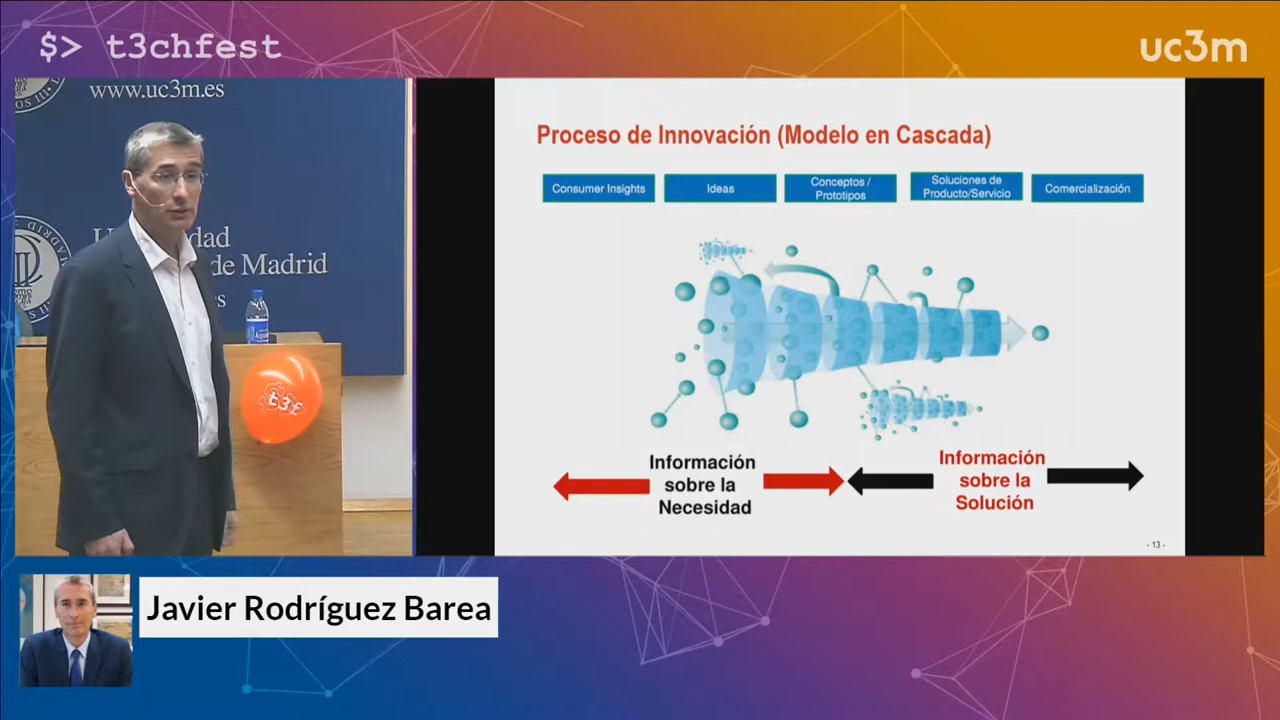 $> t3chfest
uc3m
www.uc3m.es
de Madrid
t3f
Proceso de Innovación (Modelo en Cascada)
Consumer Insights
Ideas
Conceptos /
Prototipos
Soluciones de
Producto/Servicio
Comercialización
Información
sobre la
Necesidad
Información
sobre la
Solución
- 13 -
Javier Rodríguez Barea